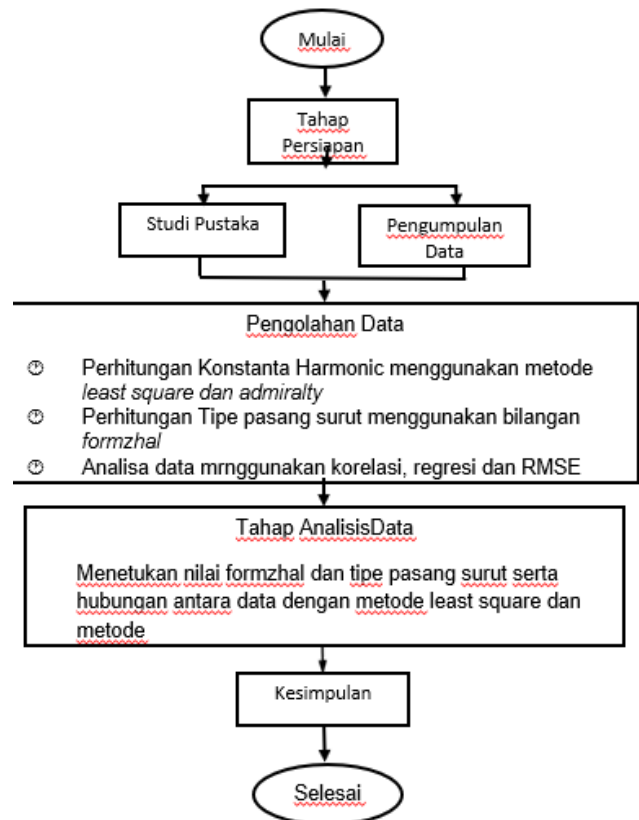 Mulai
Tahap
Persiapan
Studi Pustaka
Pengumpulan
Data
Pengolahan Data
Perhitungan Konstanta Harmonic menggunakan metode
least square dan admiralty
Perhitungan Tipe pasang surut menggunakan bilangan
formzhal
Analisa data mrnggunakan korelasi, regresi dan RMSE
Tahap AnalisisData
Menetukan nilai formzhal dan tipe pasang surut serta
hubungan antara data dengan metode least square dan
metode
Kesimpulan
Selesai